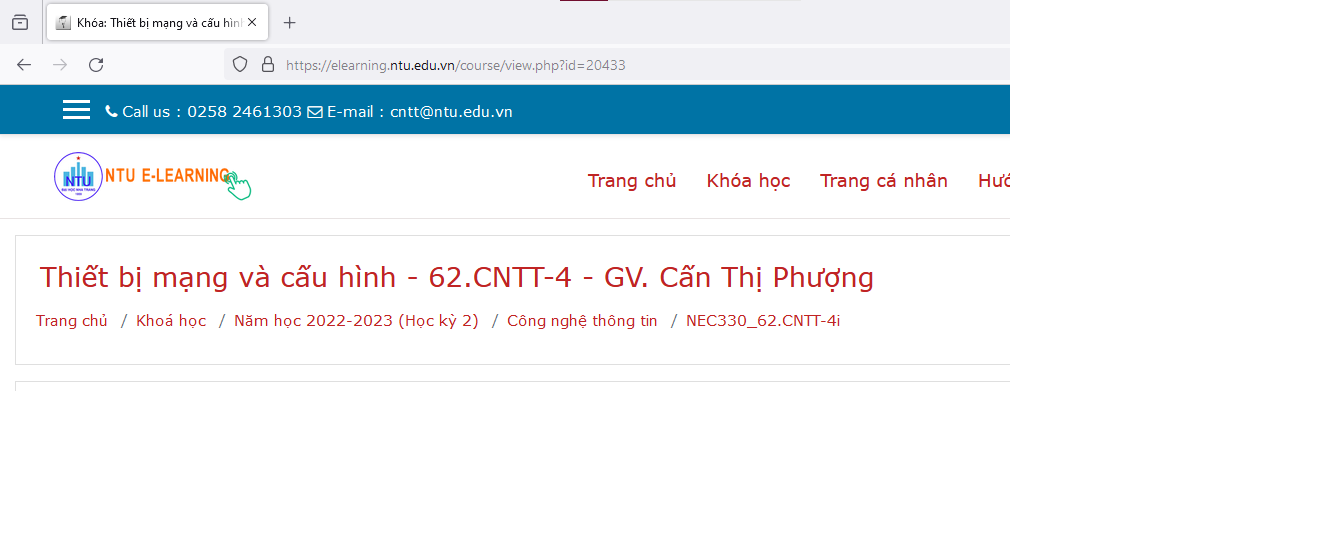 Khóa: Thiết bị mạng và cấu hìn
https://elearning.ntu.edu.vn/course/view.php?id=20433
Call us : 0258 2461303 E-mail : cntt@ntu.edu.vn
NTU
NTU E-LEARNING
Trang chủ Khóa học Trang cá nhân Hướ
Thiết bị mạng và cấu hình - 62.CNTT-4 - GV. Cấn Thị Phượng
Trang chủ / Khoá học / Năm học 2022-2023 (Học kỳ 2) / Công nghệ thông tin / NEC330_62.CNTT-4i